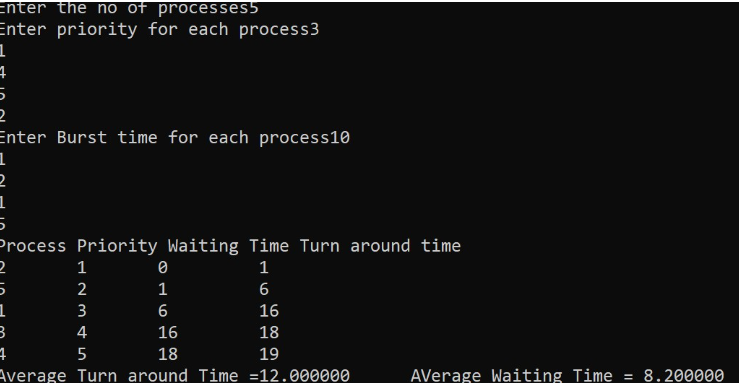 Enter the no of processes5
Enter priority for each process3
1
4
5
2
Enter Burst time for each process10
1
2
1
5
Process Priority Waiting Time Turn around time
2 1 0 1
5 2 1 6
1 3 6 16
3 4 16 18
4 5 18 19
Average Turn around Time =12.000000 AVerage Waiting Time = 8.200000